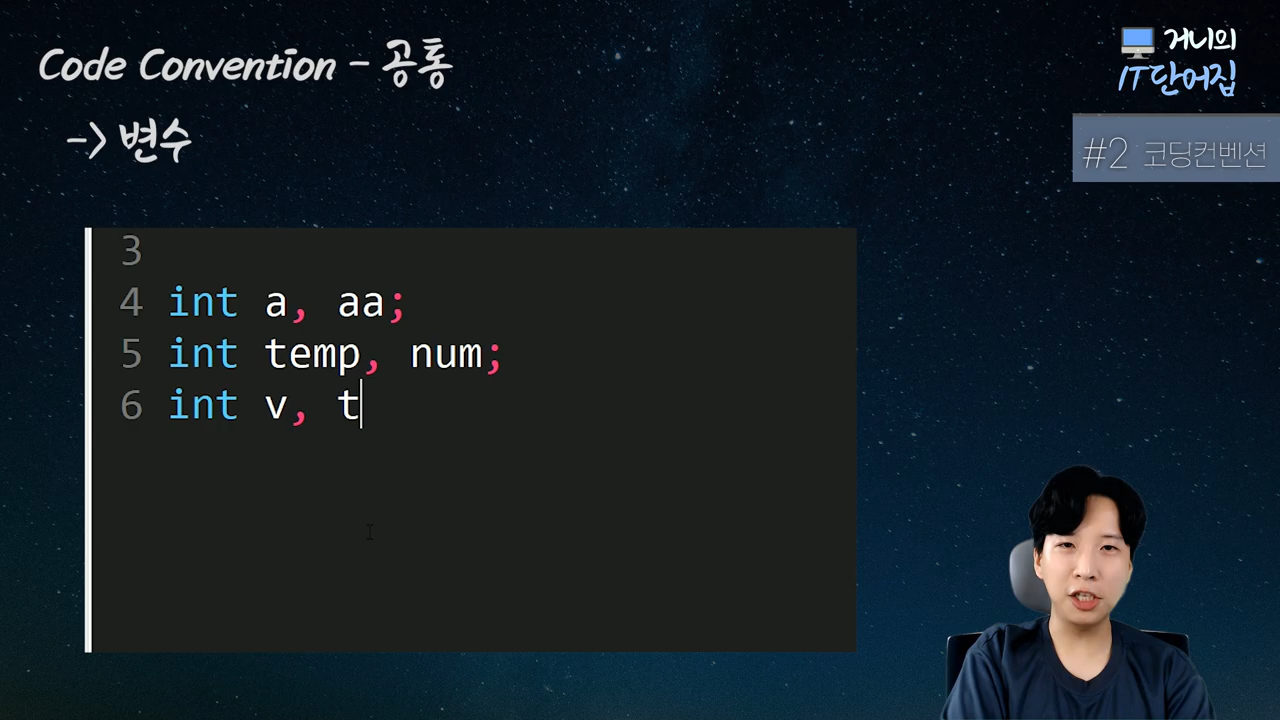 Code Convention - 공통
-> 변수
거니의
IT단어집
#2 코딩컨벤션
3
4 int a, aa;
5 int temp, num;
6 int v, t